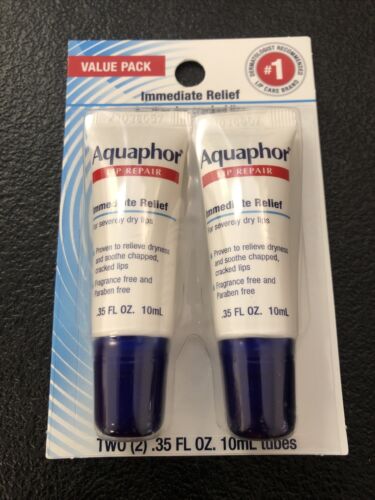 VALUE PACK
DERMATOLOGIST RECOMMENDED
#1
LIP CARE BRAND
Immediate Relief
Aquaphor
LIP REPAIR
Immediate Relief
For severely dry lips
Proven to relieve dryness
and soothe chapped,
cracked lips
Fragrance free and
Paraben free
.35 FL OZ. 10mL
Aquaphor
LIP REPAIR
Immediate Relief
For severely dry lips
Proven to relieve dryness
and soothe chapped,
cracked lips
Fragrance free and
Paraben free
.35 FL OZ. 10mL
TWO (2) .35 FL OZ. 10mL tubes